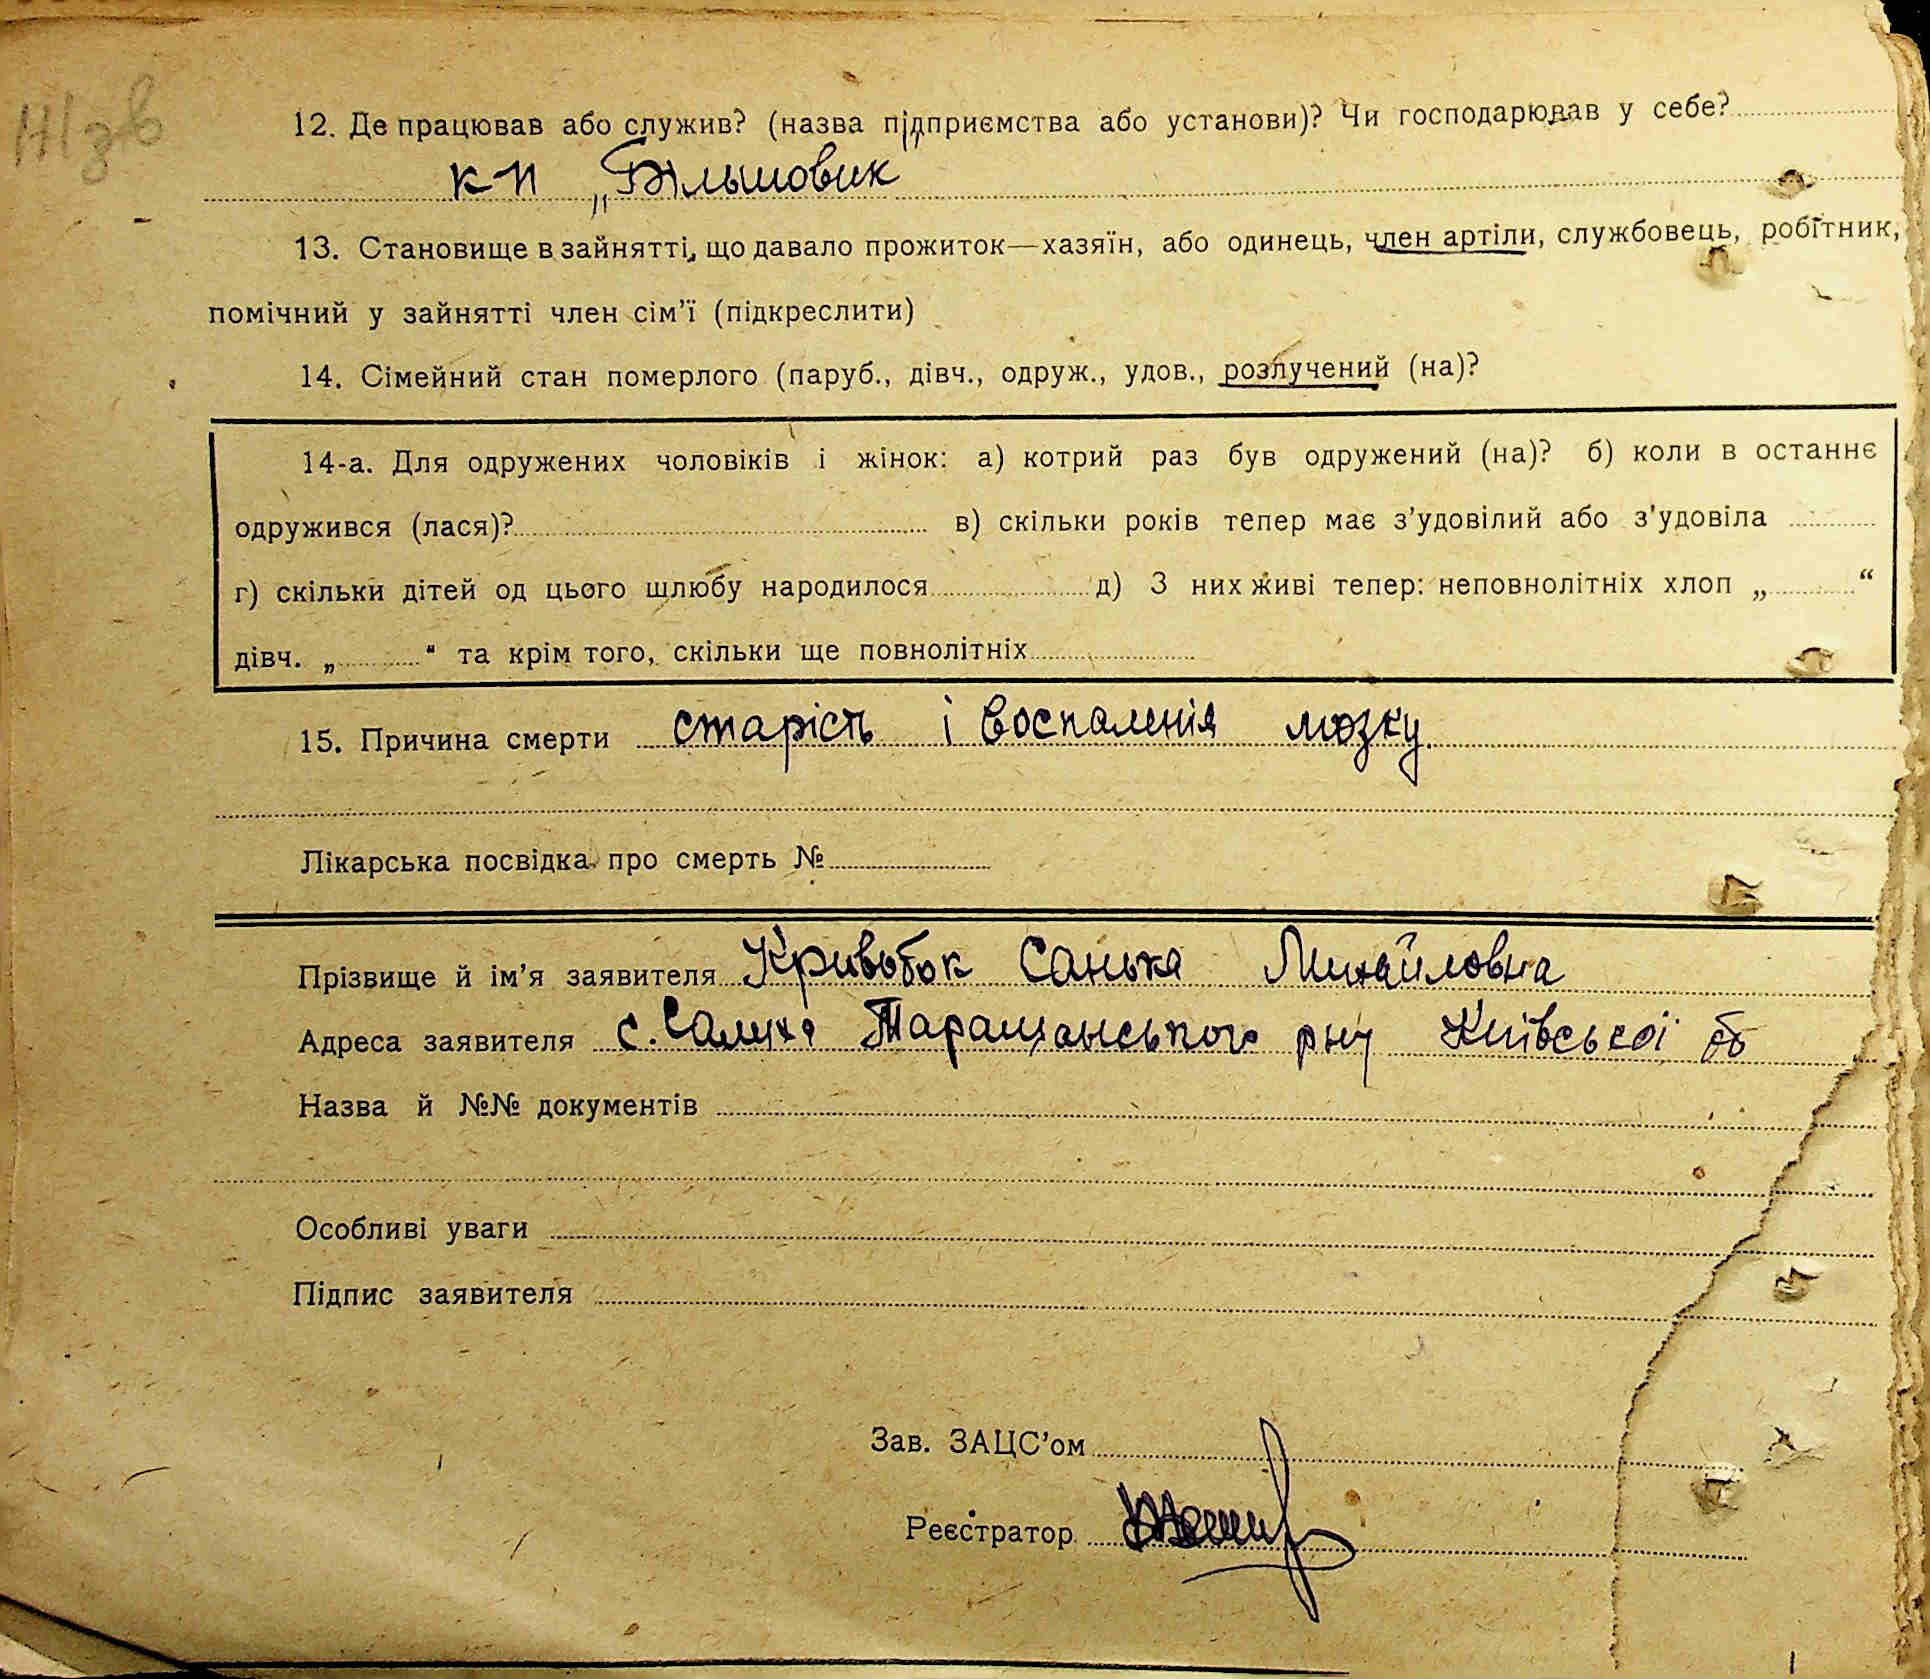 12. Де працював або служив? (назва підприємства або установи)? Чи господарював у себе?
к-п „Більшовик
13. Становище в зайнятті, що давало прожиток—хазяїн, або одинець, член артіли, службовець, робітник,
помічний у зайнятті член сім'ї (підкреслити)
14. Сімейний стан померлого (паруб., дівч., одруж., удов., розлучений (на)?
14-а. Для одружених чоловіків і жінок: а) котрий раз був одружений (на)? б) коли в останнє
одружився (лася)? в) скільки років тепер має з'удовілий або з'удовіла
г) скільки дітей од цього шлюбу народилося д) З них живі тепер: неповнолітніх хлоп „ “
дівч. „ “ та крім того, скільки ще повнолітніх
15. Причина смерти старість і воспаленія мозку.
Лікарська посвідка про смерть №
Прізвище й ім'я заявителя Кривобок Санька Михайловна
Адреса заявителя с. Салиха Таращанського р-ну Київської об
Назва й №№ документів
Особливі уваги
Підпис заявителя
Зав. ЗАЦС'ом
Реєстратор